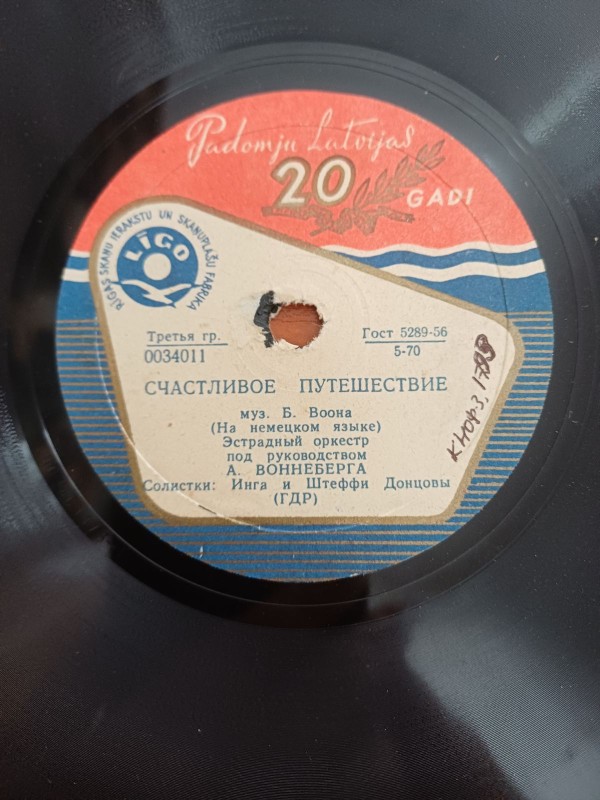 Padomju Latvijas
20 GADI
RĪGAS SKAŅU IERAKSTU UN SKAŅUPLAŠU FABRIKA
LĪGO
Третья гр.
0034011
Гост 5289-56
5-70
СЧАСТЛИВОЕ ПУТЕШЕСТВИЕ
муз. Б. Воона
(На немецком языке)
Эстрадный оркестр
под руководством
А. ВОННЕБЕРГА
Солистки: Инга и Штеффи Донцовы
(ГДР)